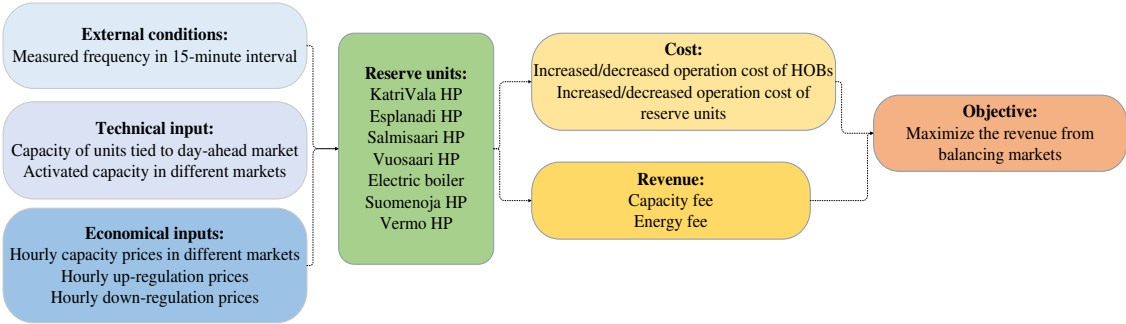 External conditions:
Measured frequency in 15-minute interval
Technical input:
Capacity of units tied to day-ahead market
Activated capacity in different markets
Economical inputs:
Hourly capacity prices in different markets
Hourly up-regulation prices
Hourly down-regulation prices
Reserve units:
KatriVala HP
Esplanadi HP
Salmisaari HP
Vuosaari HP
Electric boiler
Suomenoja HP
Vermo HP
Cost:
Increased/decreased operation cost of HOBs
Increased/decreased operation cost of
reserve units
Revenue:
Capacity fee
Energy fee
Objective:
Maximize the revenue from
balancing markets